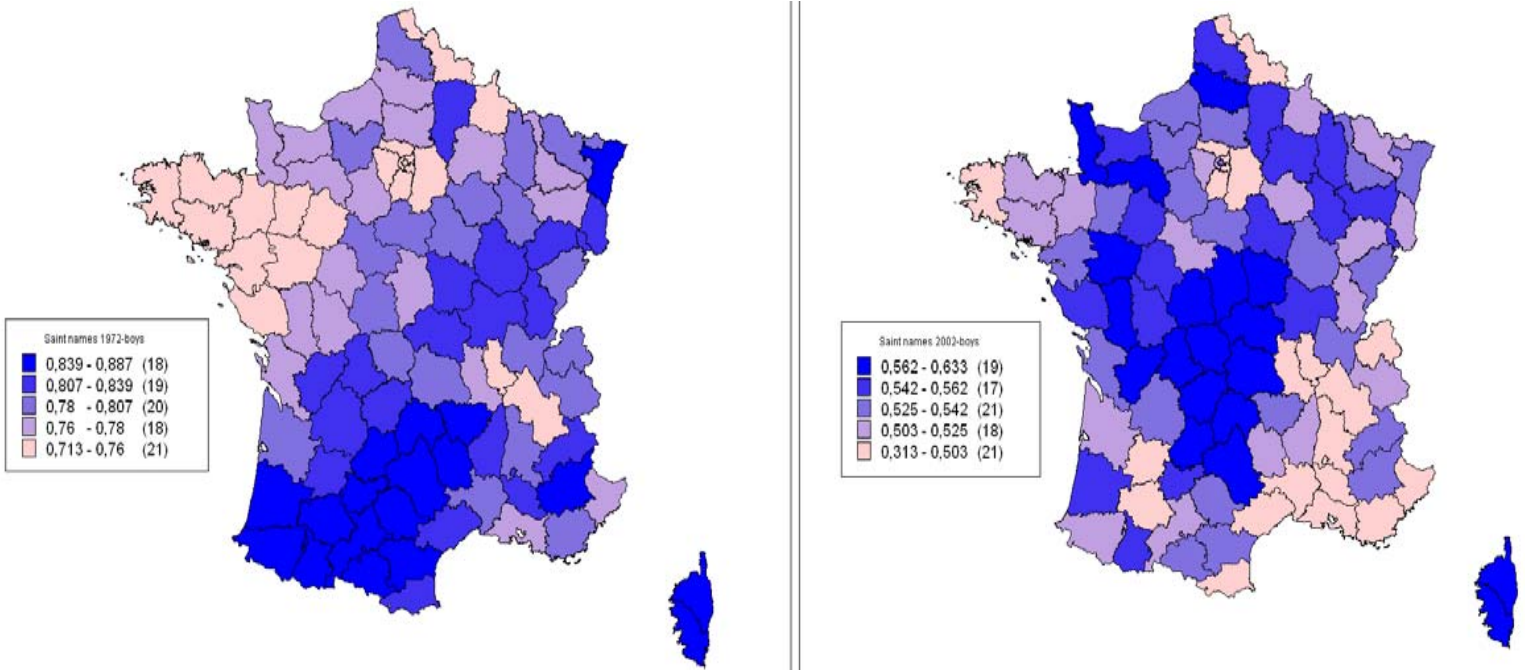 Saint names 1972-boys
0,839 - 0,887 (18)
0,807 - 0,839 (19)
0,78 - 0,807 (20)
0,76 - 0,78 (18)
0,713 - 0,76 (21)
Saint names 2002-boys
0,562 - 0,633 (19)
0,542 - 0,562 (17)
0,525 - 0,542 (21)
0,503 - 0,525 (18)
0,313 - 0,503 (21)